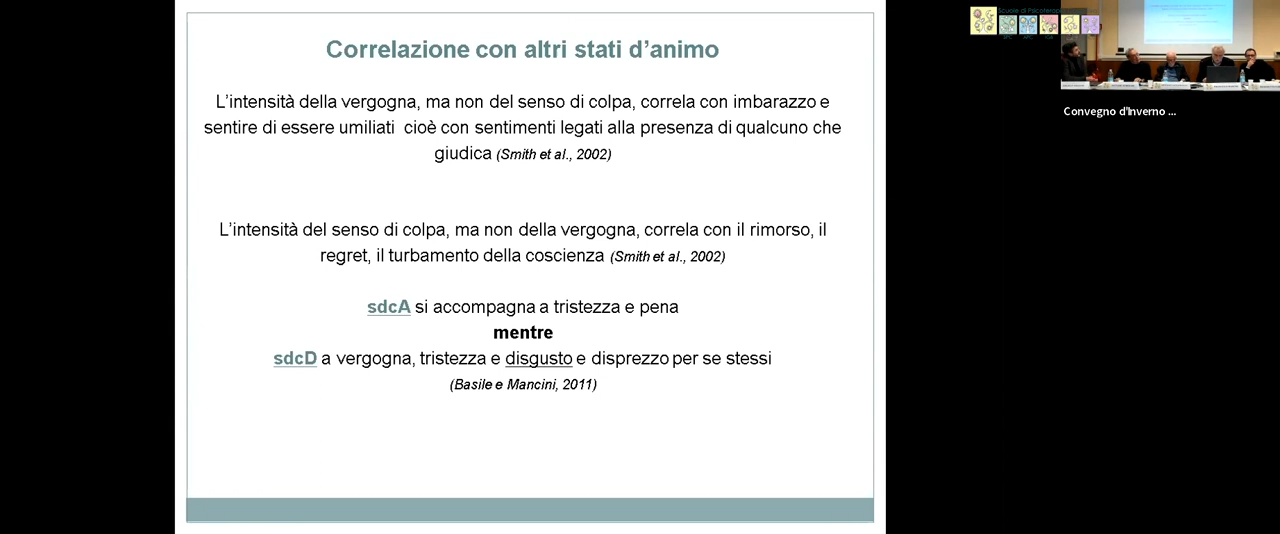 Correlazione con altri stati d'animo
L'intensità della vergogna, ma non del senso di colpa, correla con imbarazzo e
sentire di essere umiliati cioè con sentimenti legati alla presenza di qualcuno che
giudica (Smith et al., 2002)
L'intensità del senso di colpa, ma non della vergogna, correla con il rimorso, il
regret, il turbamento della coscienza (Smith et al., 2002)
sdcA si accompagna a tristezza e pena
mentre
sdcD a vergogna, tristezza e disgusto e disprezzo per se stessi
(Basile e Mancini, 2011)
Scuole di Psicoterapia
Convegno d'Inverno ...